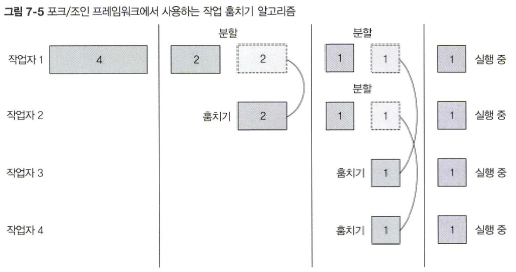 그림 7-5 포크/조인 프레임워크에서 사용하는 작업 훔치기 알고리즘
분할 분할
작업자 1 4 2 2 1 1 1 실행 중
분할
작업자 2 훔치기 2 1 1 1 실행 중
작업자 3 훔치기 1 1 실행 중
작업자 4 훔치기 1 1 실행 중